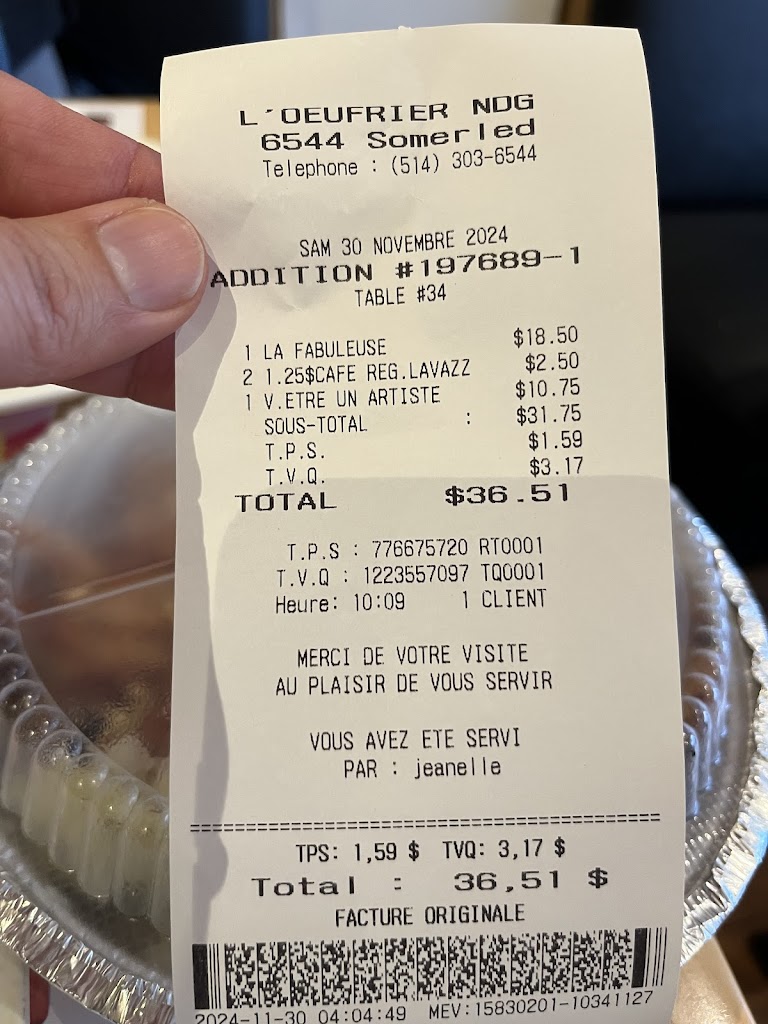 L'OEUFRIER NDG
6544 Somerled
Telephone : (514) 303-6544
SAM 30 NOVEMBRE 2024
ADDITION #197689-1
TABLE #34
1 LA FABULEUSE $18.50
2 1.25$CAFE REG.LAVAZZ $2.50
1 V.ETRE UN ARTISTE $10.75
SOUS-TOTAL : $31.75
T.P.S. $1.59
T.V.Q. $3.17
TOTAL $36.51
T.P.S : 776675720 RT0001
T.V.Q : 1223557097 TQ0001
Heure: 10:09 1 CLIENT
MERCI DE VOTRE VISITE
AU PLAISIR DE VOUS SERVIR
VOUS AVEZ ETE SERVI
PAR : jeanelle
==========================================================
TPS: 1,59 $ TVQ: 3,17 $
Total : 36,51 $
FACTURE ORIGINALE
2024-11-30 04:04:49 MEV:15830201-10341127